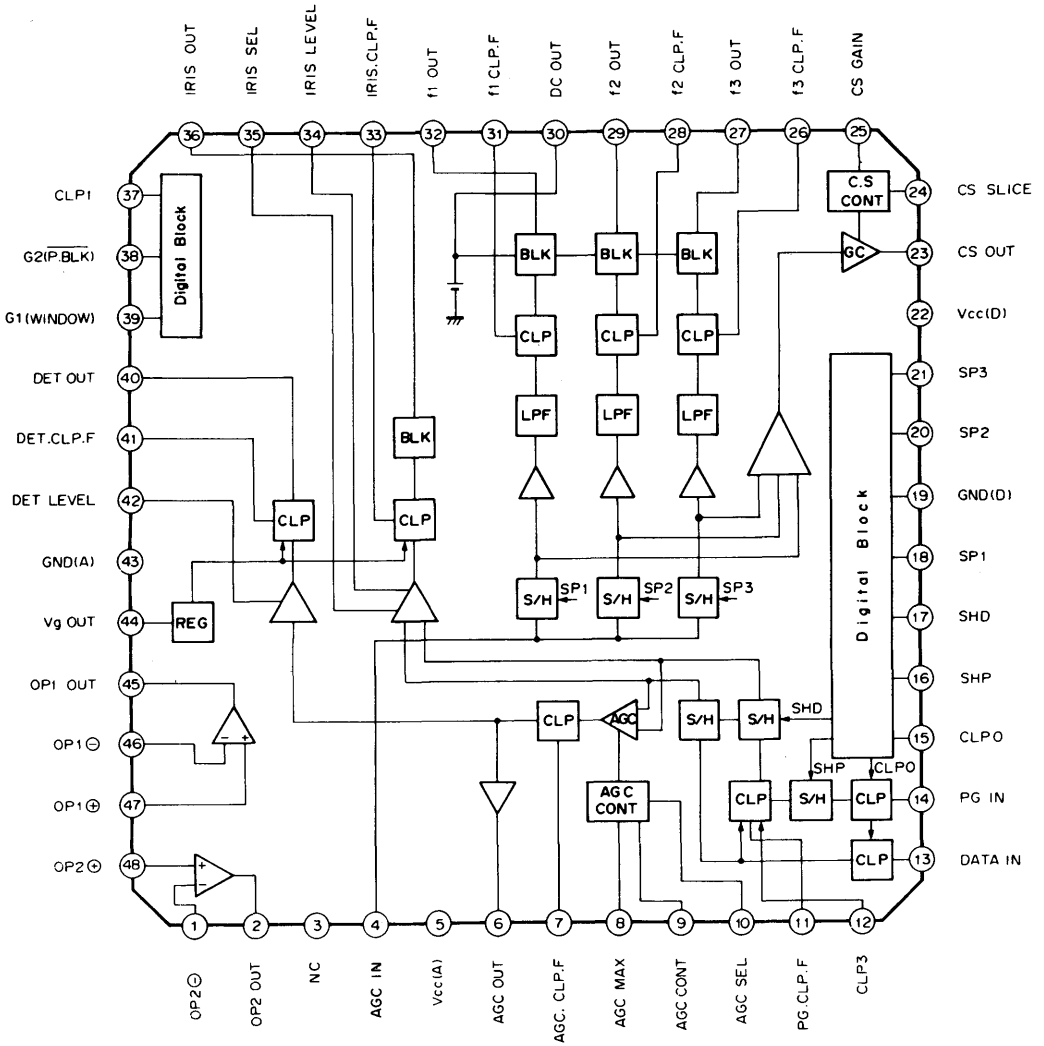 IRIS OUT
IRIS SEL
IRIS LEVEL
IRIS.CLP.F
f1 OUT
f1 CLP.F
DC OUT
f2 OUT
f2 CLP.F
f3 OUT
f3 CLP.F
CS GAIN
36 35 34 33 32 31 30 29 28 27 26 25
CLP1 37
G2(P.BLK) 38
G1(WINDOW) 39
DET OUT 40
DET.CLP.F 41
DET LEVEL 42
GND(A) 43
Vg OUT 44
OP1 OUT 45
OP1⊖ 46
OP1⊕ 47
OP2⊕ 48
Digital Block
C.S CONT
24 CS SLICE
GC
23 CS OUT
22 Vcc(D)
21 SP3
20 SP2
19 GND(D)
18 SP1
17 SHD
16 SHP
15 CLPO
14 PG IN
13 DATA IN
Digital Block
BLK BLK BLK
CLP CLP CLP
LPF LPF LPF
BLK
CLP CLP
S/H SP1
S/H SP2
S/H SP3
REG
− +
CLP
AGC
S/H S/H
SHD
SHP CLPO
AGC CONT
CLP S/H CLP
CLP
+
−
1 2 3 4 5 6 7 8 9 10 11 12
OP2⊖
OP2 OUT
NC
AGC IN
Vcc(A)
AGC OUT
AGC. CLP.F
AGC MAX
AGC CONT
AGC SEL
PG.CLP.F
CLP3